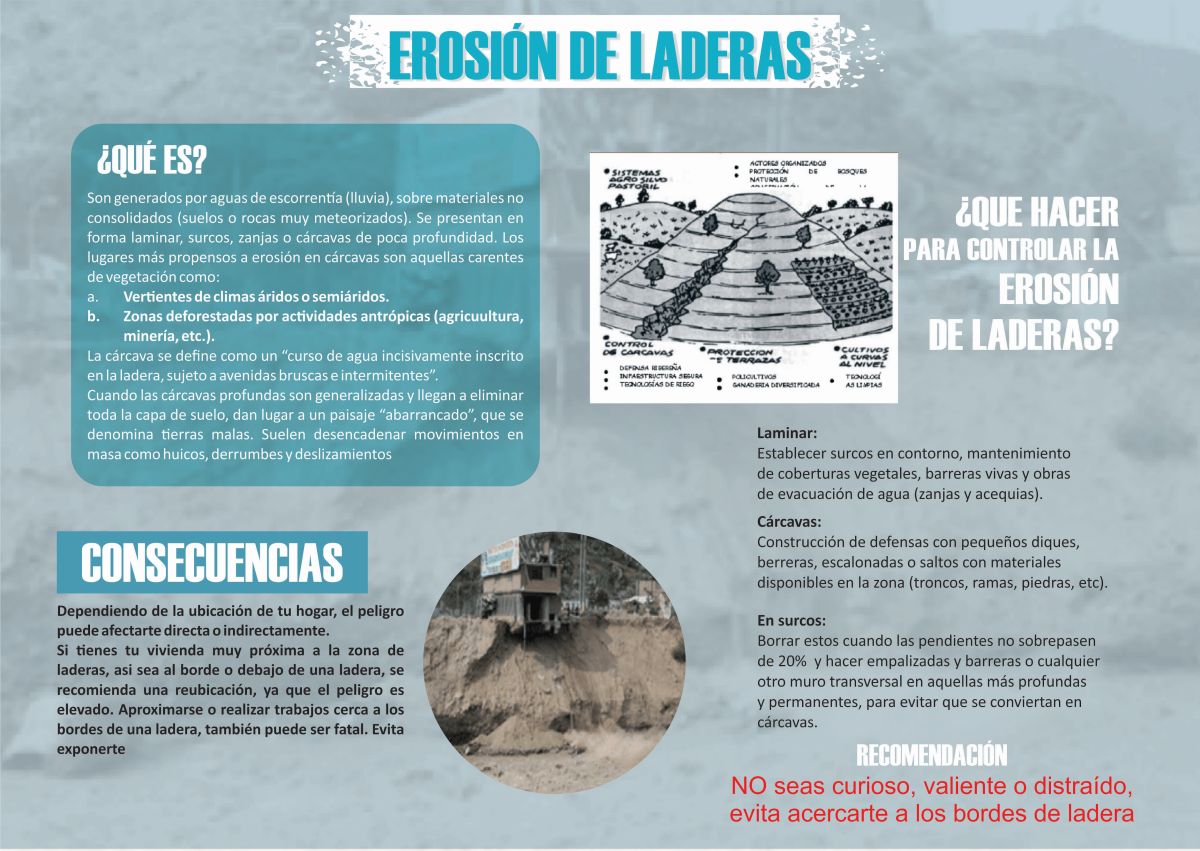 EROSIÓN DE LADERAS
¿QUÉ ES?
Son generados por aguas de escorrentía (lluvia), sobre materiales no
consolidados (suelos o rocas muy meteorizados). Se presentan en
forma laminar, surcos, zanjas o cárcavas de poca profundidad. Los
lugares más propensos a erosión en cárcavas son aquellas carentes
de vegetación como:
a. Vertientes de climas áridos o semiáridos.
b. Zonas deforestadas por actividades antrópicas (agricuultura,
minería, etc.).
La cárcava se define como un “curso de agua incisivamente inscrito
en la ladera, sujeto a avenidas bruscas e intermitentes”.
Cuando las cárcavas profundas son generalizadas y llegan a eliminar
toda la capa de suelo, dan lugar a un paisaje “abarrancado”, que se
denomina tierras malas. Suelen desencadenar movimientos en
masa como huicos, derrumbes y deslizamientos
SISTEMAS
AGRO SILVO
PASTORIL
ACTORES ORGANIZADOS
PROTECCIÓN DE BOSQUES
NATURALES
CONTROL
DE CARCAVAS
DEFENSA RIBEREÑA
INFAESTRUCTURA SEGURA
TECNOLOGÍAS DE RIEGO
PROTECCION
DE TERRAZAS
POLICULTIVOS
GANADERIA DIVERSIFICADA
CULTIVOS
A CURVAS
AL NIVEL
TECNOLOGÍ
AS LIMPIAS
¿QUE HACER
PARA CONTROLAR LA
EROSIÓN
DE LADERAS?
Laminar:
Establecer surcos en contorno, mantenimiento
de coberturas vegetales, barreras vivas y obras
de evacuación de agua (zanjas y acequias).
Cárcavas:
Construcción de defensas con pequeños diques,
berreras, escalonadas o saltos con materiales
disponibles en la zona (troncos, ramas, piedras, etc).
En surcos:
Borrar estos cuando las pendientes no sobrepasen
de 20% y hacer empalizadas y barreras o cualquier
otro muro transversal en aquellas más profundas
y permanentes, para evitar que se conviertan en
cárcavas.
CONSECUENCIAS
Dependiendo de la ubicación de tu hogar, el peligro
puede afectarte directa o indirectamente.
Si tienes tu vivienda muy próxima a la zona de
laderas, asi sea al borde o debajo de una ladera, se
recomienda una reubicación, ya que el peligro es
elevado. Aproximarse o realizar trabajos cerca a los
bordes de una ladera, también puede ser fatal. Evita
exponerte
RECOMENDACIÓN
NO seas curioso, valiente o distraído,
evita acercarte a los bordes de ladera